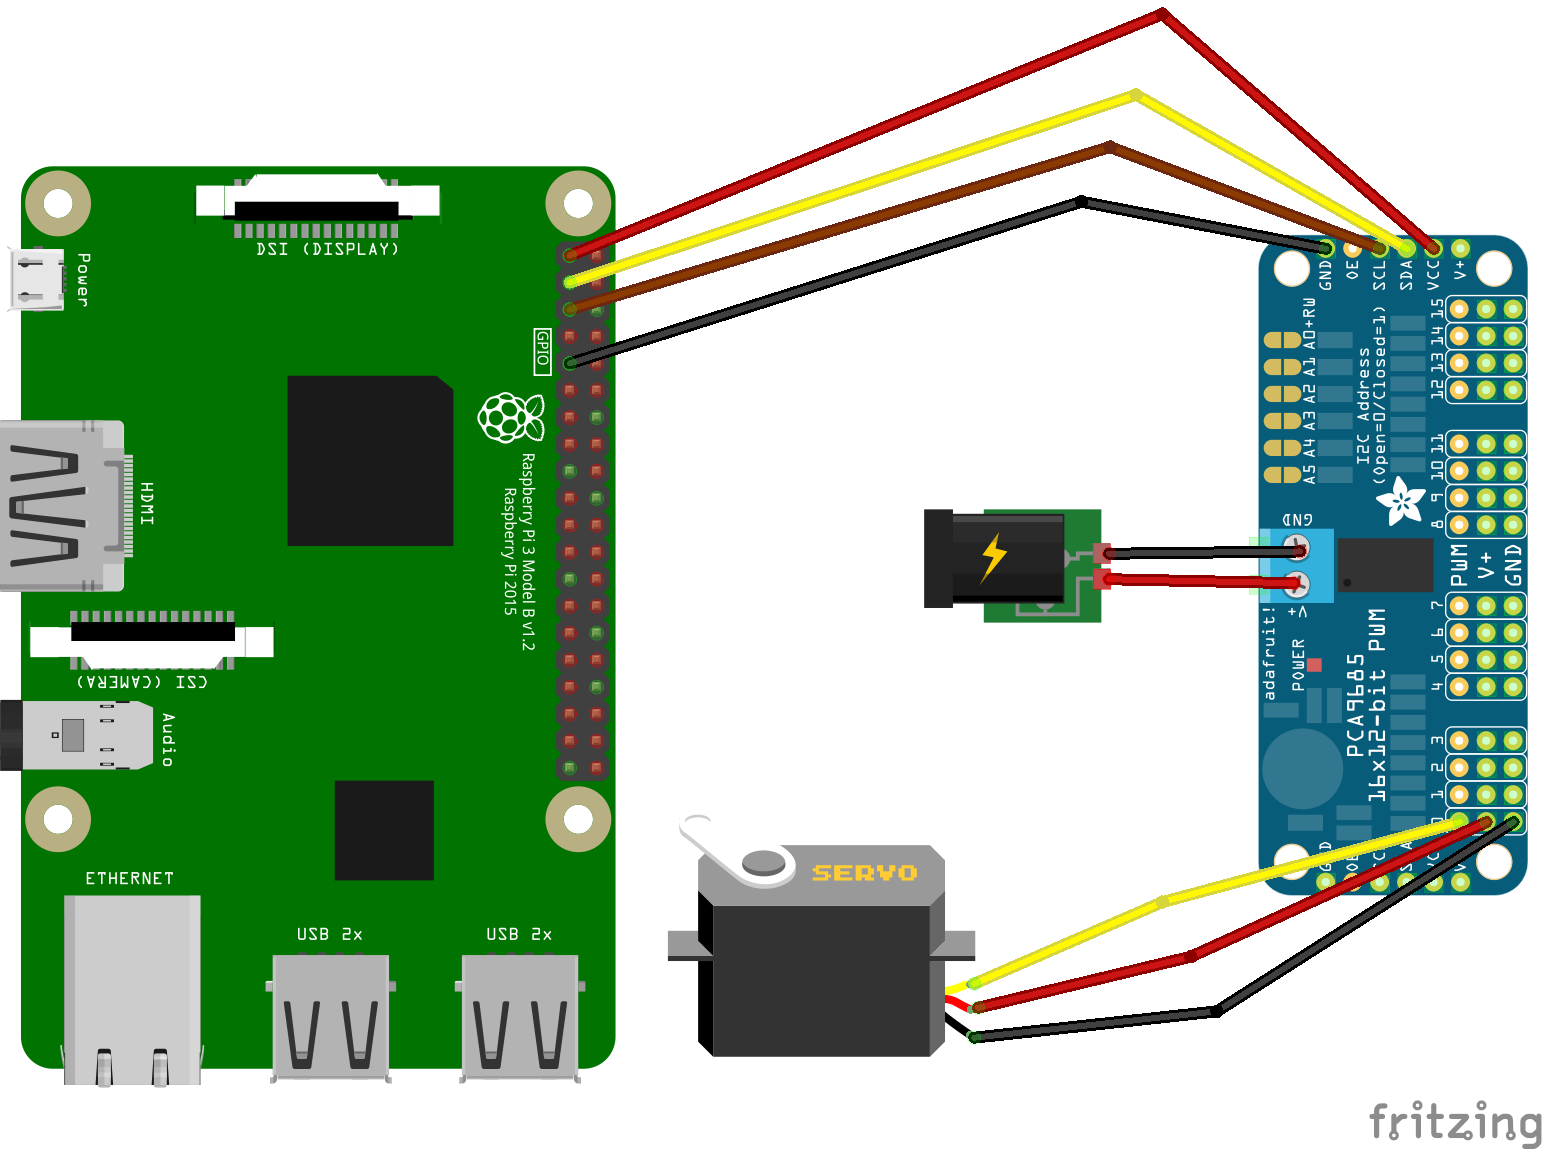 DSI (DISPLAY)
Power
HDMI
GPIO
Raspberry Pi 3 Model B v1.2
Raspberry Pi 2015
CSI (CAMERA)
Audio
ETHERNET
USB 2x
USB 2x
SERVO
GND
OE
SCL
SDA
VCC
V+
A0+RW
A1
A2
A3
A4
A5
I2C Address
(Open=0/Closed=1)
15
14
13
12
11
10
9
8
GND
V+
PWM
V+
GND
adafruit!
POWER
PCA9685
16x12-bit PWM
7
6
5
4
3
2
1
fritzing